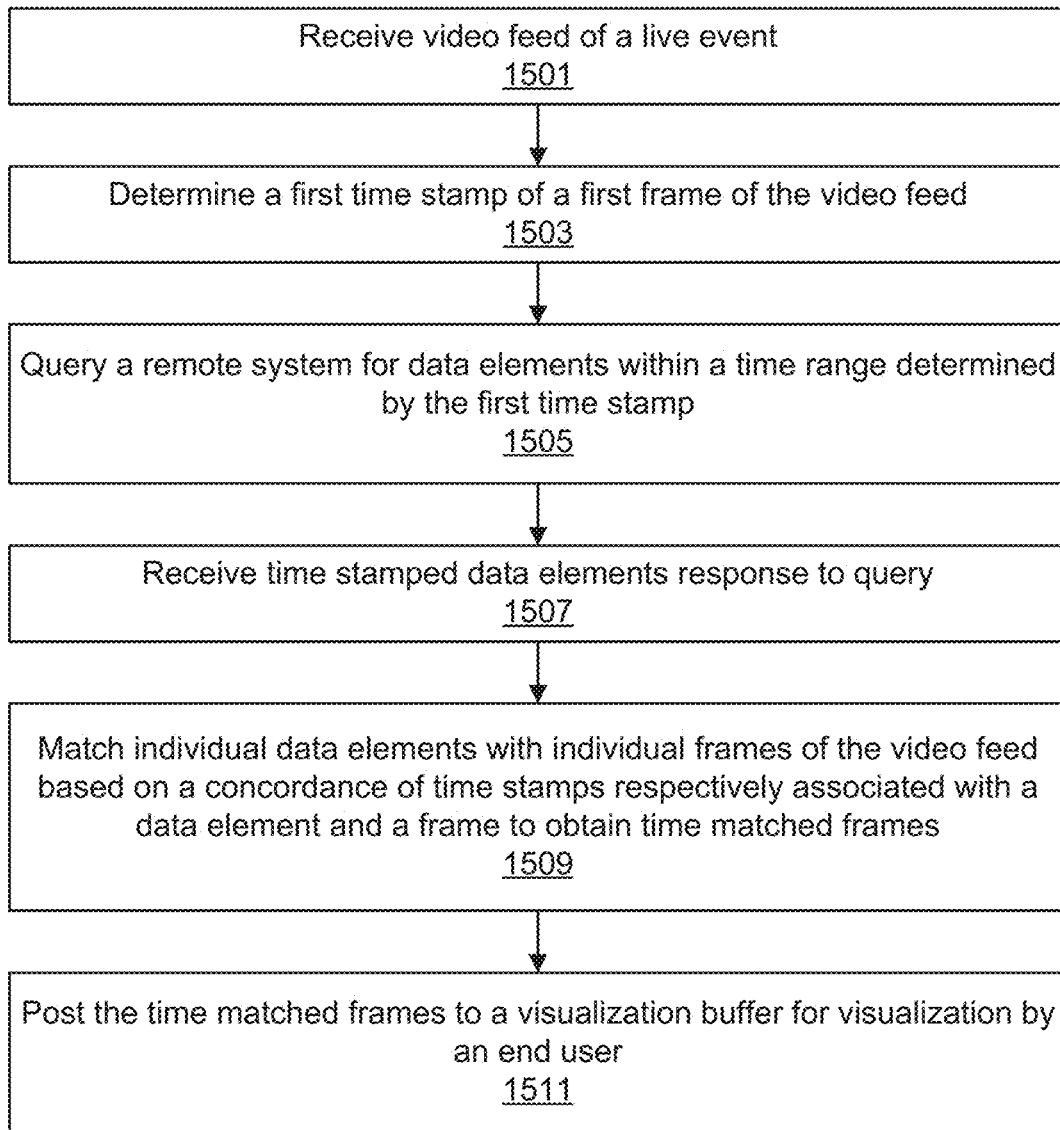 Receive video feed of a live event
1501
Determine a first time stamp of a first frame of the video feed
1503
Query a remote system for data elements within a time range determined
by the first time stamp
1505
Receive time stamped data elements response to query
1507
Match individual data elements with individual frames of the video feed
based on a concordance of time stamps respectively associated with a
data element and a frame to obtain time matched frames
1509
Post the time matched frames to a visualization buffer for visualization by
an end user
1511